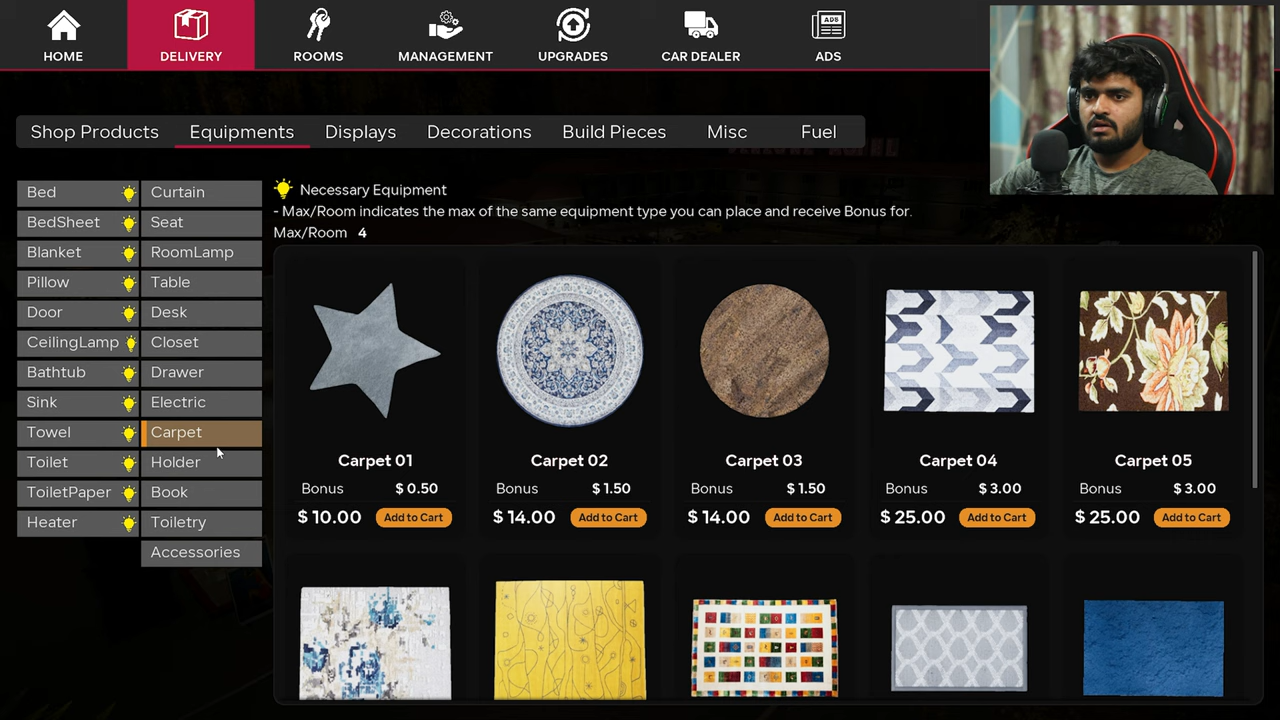 HOME
DELIVERY
ROOMS
MANAGEMENT
UPGRADES
CAR DEALER
ADS
ADS
Shop Products
Equipments
Displays
Decorations
Build Pieces
Misc
Fuel
Bed
Curtain
BedSheet
Seat
Blanket
RoomLamp
Pillow
Table
Door
Desk
CeilingLamp
Closet
Bathtub
Drawer
Sink
Electric
Towel
Carpet
Toilet
Holder
ToiletPaper
Book
Heater
Toiletry
Accessories
Necessary Equipment
- Max/Room indicates the max of the same equipment type you can place and receive Bonus for.
Max/Room 4
Carpet 01
Bonus $ 0.50
$ 10.00 Add to Cart
Carpet 02
Bonus $ 1.50
$ 14.00 Add to Cart
Carpet 03
Bonus $ 1.50
$ 14.00 Add to Cart
Carpet 04
Bonus $ 3.00
$ 25.00 Add to Cart
Carpet 05
Bonus $ 3.00
$ 25.00 Add to Cart